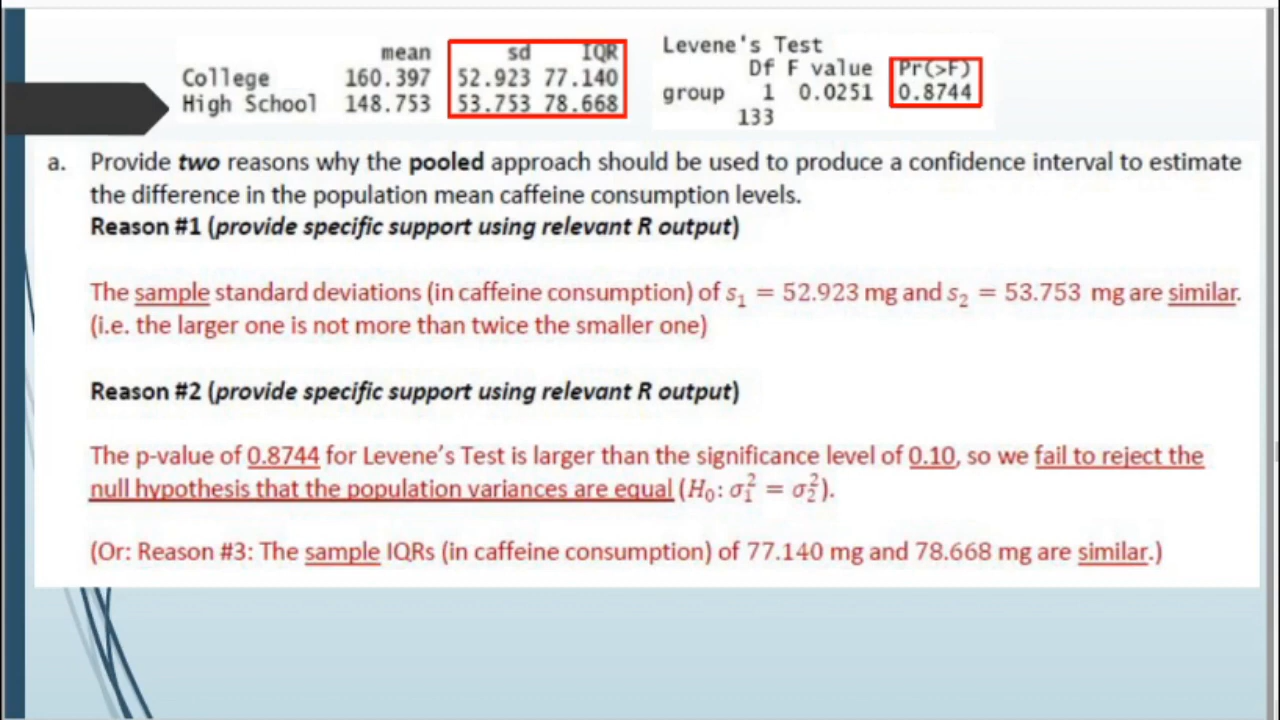 mean sd IQR
College 160.397 52.923 77.140
High School 148.753 53.753 78.668
Levene's Test
Df F value Pr(>F)
group 1 0.0251 0.8744
133
a. Provide two reasons why the pooled approach should be used to produce a confidence interval to estimate
the difference in the population mean caffeine consumption levels.
Reason #1 (provide specific support using relevant R output)
The sample standard deviations (in caffeine consumption) of s₁ = 52.923 mg and s₂ = 53.753 mg are similar.
(i.e. the larger one is not more than twice the smaller one)
Reason #2 (provide specific support using relevant R output)
The p-value of 0.8744 for Levene's Test is larger than the significance level of 0.10, so we fail to reject the
null hypothesis that the population variances are equal (H₀: σ₁² = σ₂²).
(Or: Reason #3: The sample IQRs (in caffeine consumption) of 77.140 mg and 78.668 mg are similar.)